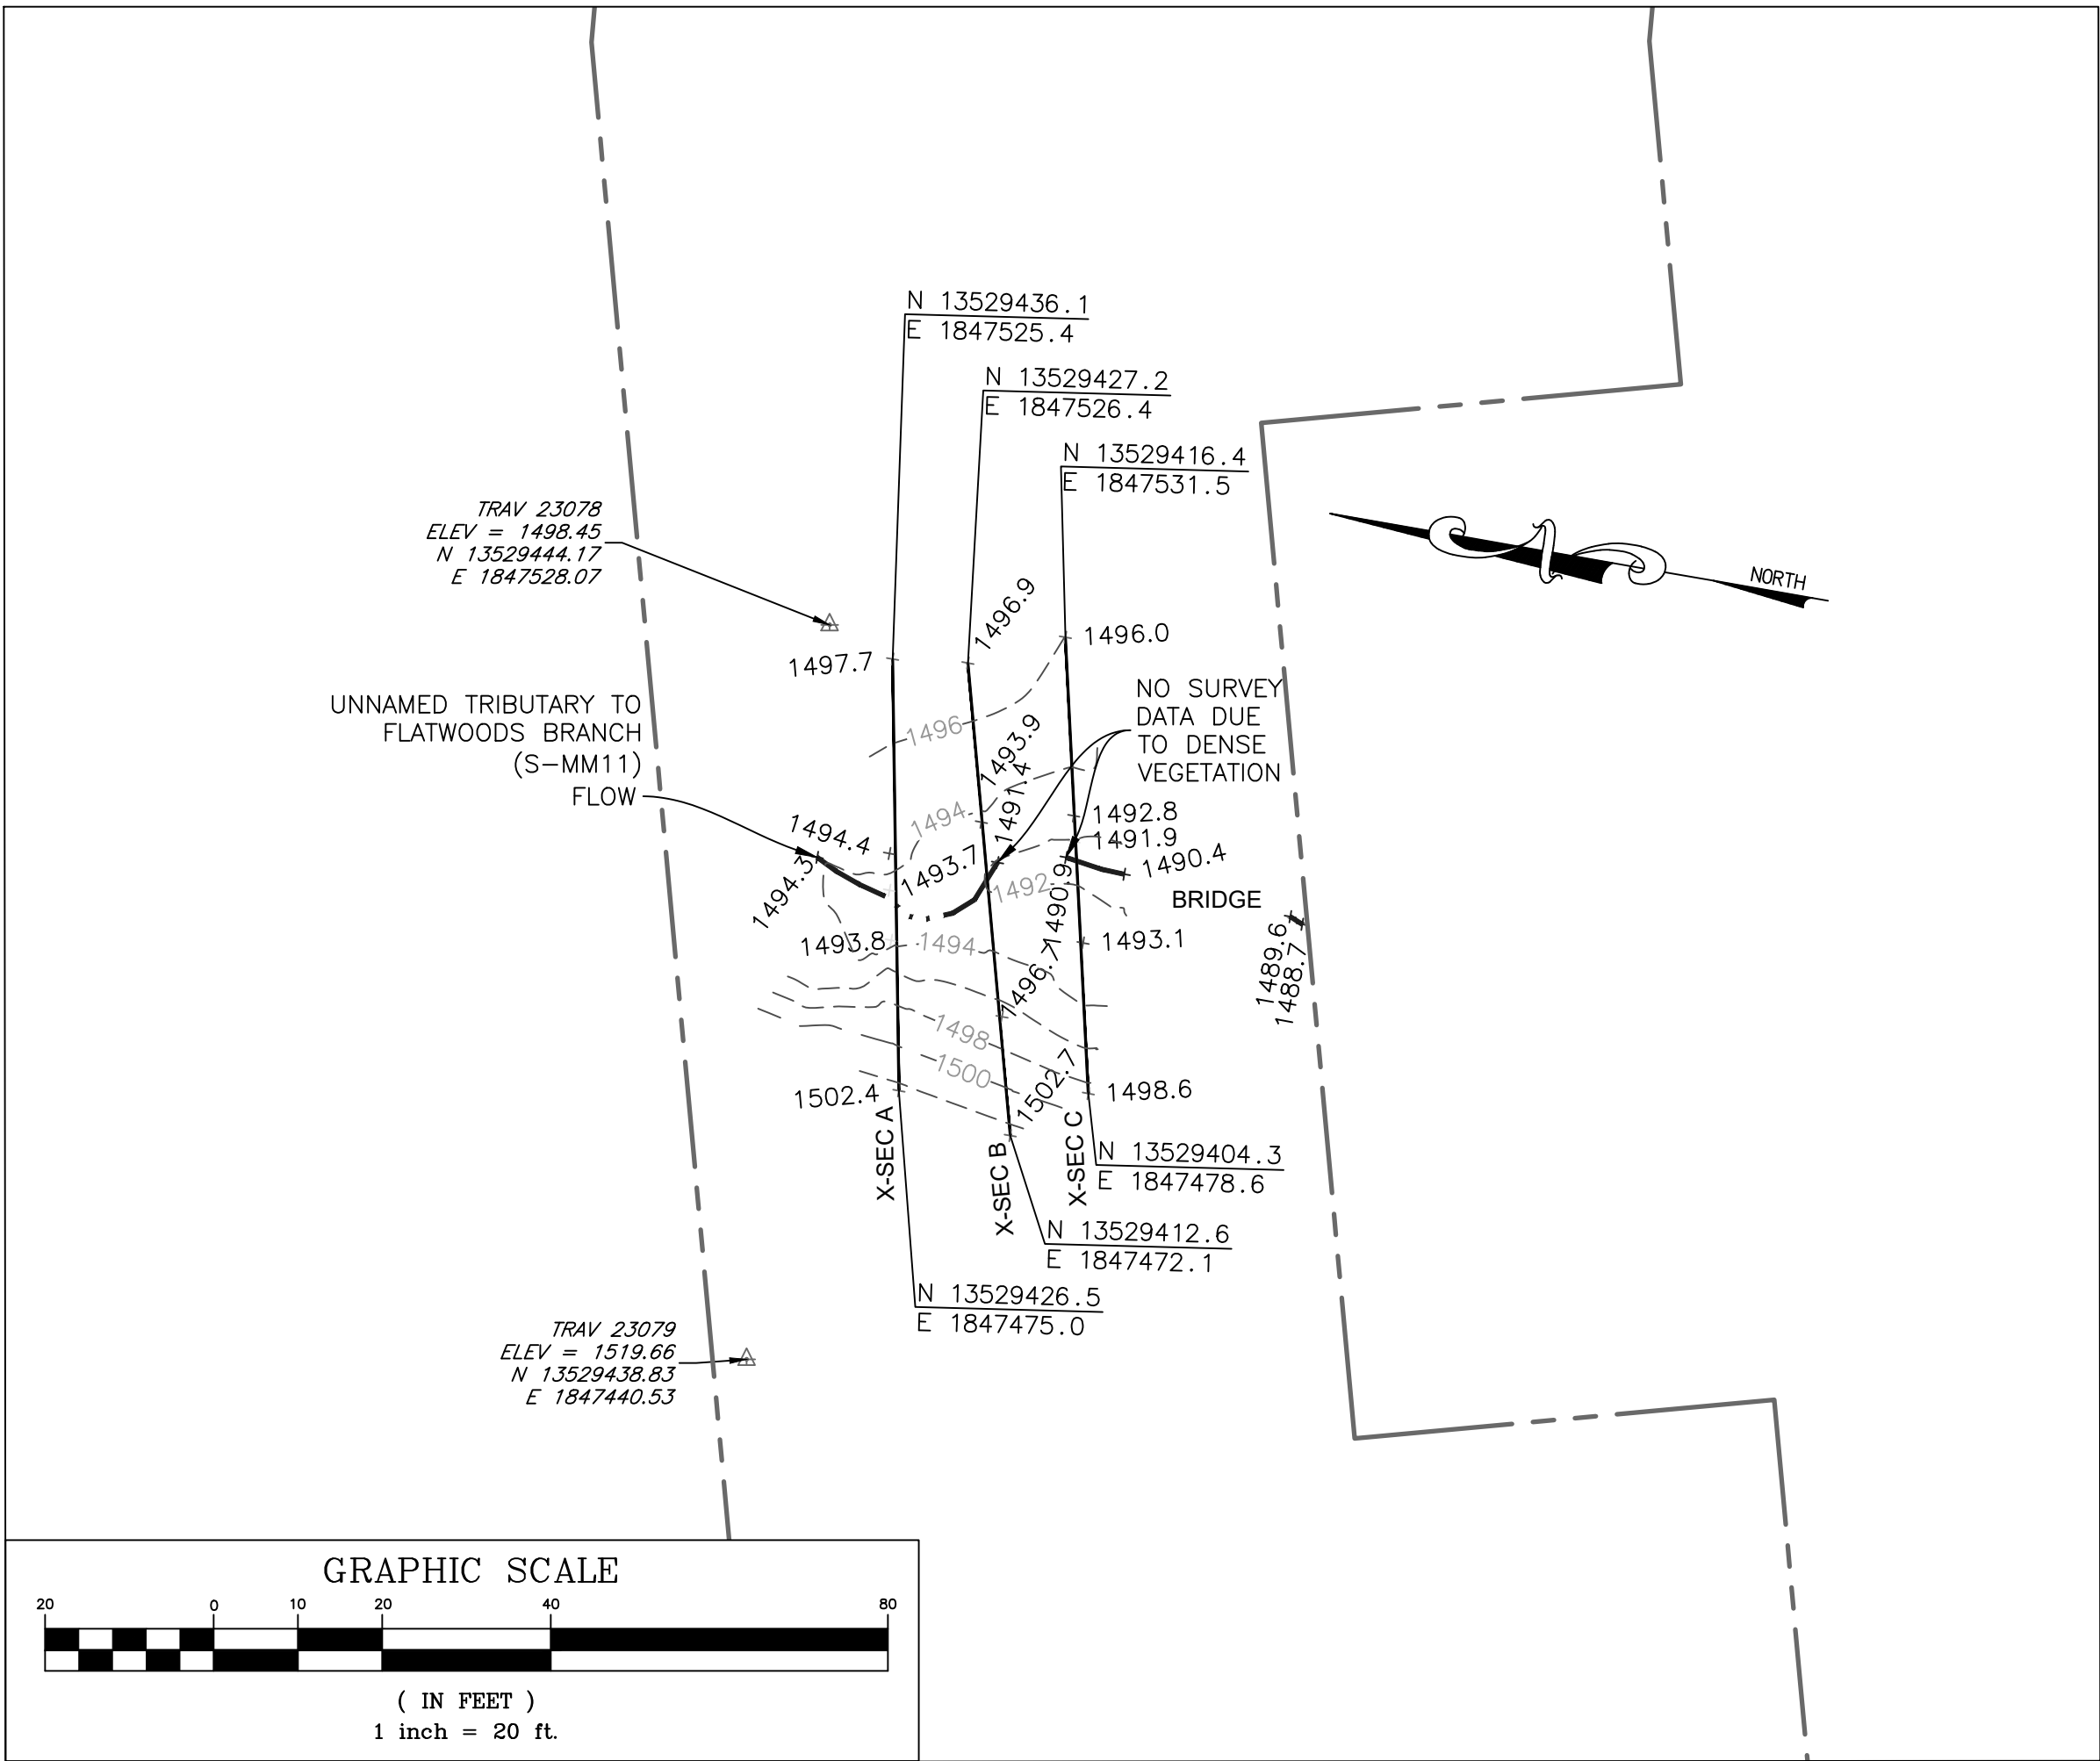 N 13529436.1
E 1847525.4
N 13529427.2
E 1847526.4
N 13529416.4
E 1847531.5
TRAV 23078
ELEV = 1498.45
N 13529444.17
E 1847528.07
NORTH
1496.9
1496.0
1497.7
UNNAMED TRIBUTARY TO
FLATWOODS BRANCH
(S-MM11)
FLOW
NO SURVEY
DATA DUE
TO DENSE
VEGETATION
1496
1493.9
1491.4
1494
1492.8
1491.9
1490.4
1494.4
1494.3
1493.7
1492
1490.9
BRIDGE
1493.8
1494
1493.1
1489.6
1488.7
1496.7
1498
1500
1502.4
1502.7
1498.6
X-SEC A
X-SEC B
X-SEC C
N 13529404.3
E 1847478.6
N 13529412.6
E 1847472.1
N 13529426.5
E 1847475.0
TRAV 23079
ELEV = 1519.66
N 13529438.83
E 1847440.53
GRAPHIC SCALE
20 0 10 20 40 80
( IN FEET )
1 inch = 20 ft.